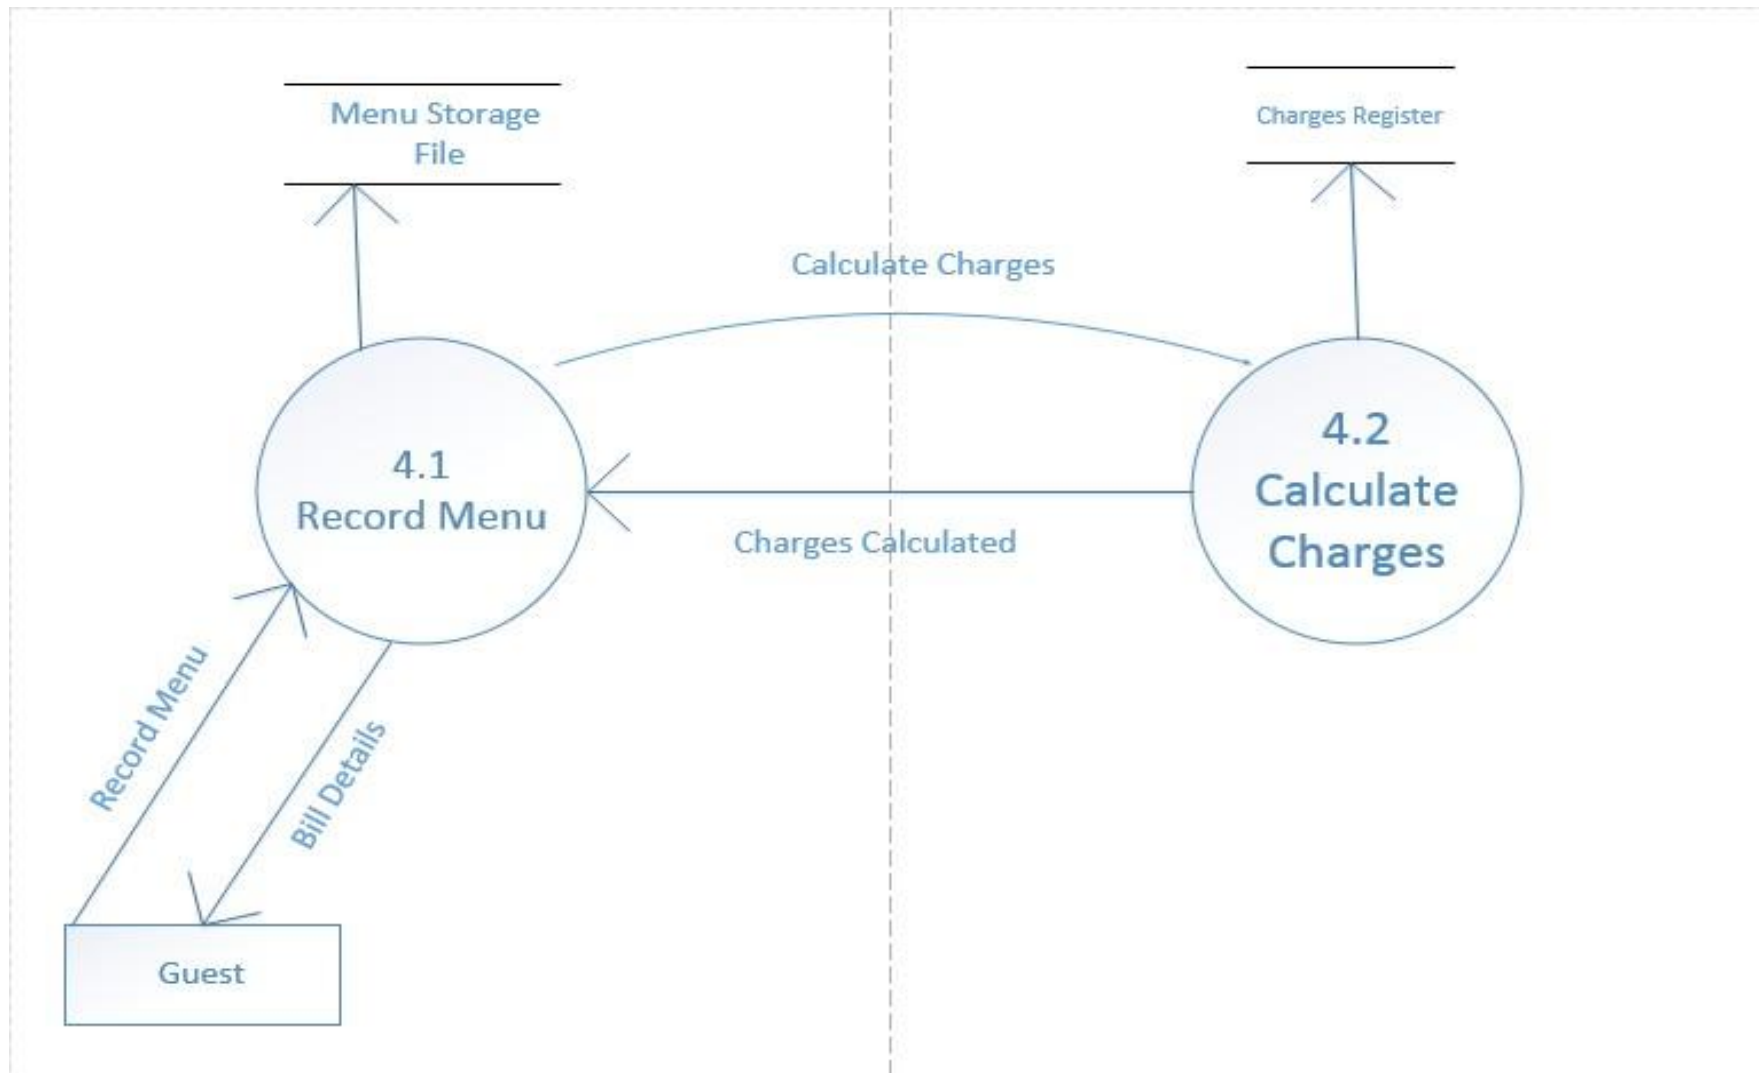 Menu Storage
File
Charges Register
Calculate Charges
4.1
Record Menu
4.2
Calculate
Charges
Charges Calculated
Record Menu
Bill Details
Guest